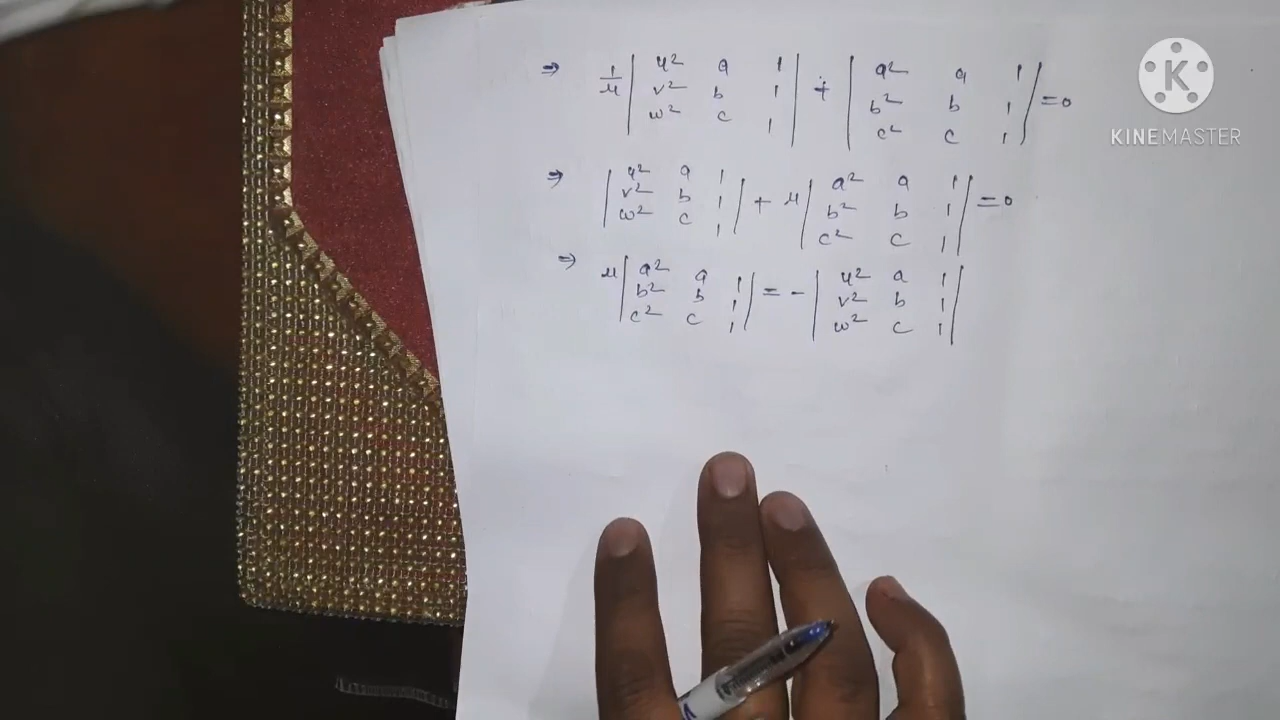 ⇒ 1/μ | u² a 1 | + | a² a 1 | = 0
| v² b 1 | | b² b 1 |
| w² c 1 | | c² c 1 |
⇒ | u² a 1 | + μ | a² a 1 | = 0
| v² b 1 | | b² b 1 |
| w² c 1 | | c² c 1 |
⇒ μ | a² a 1 | = - | u² a 1 |
| b² b 1 | | v² b 1 |
| c² c 1 | | w² c 1 |
K
KINEMASTER